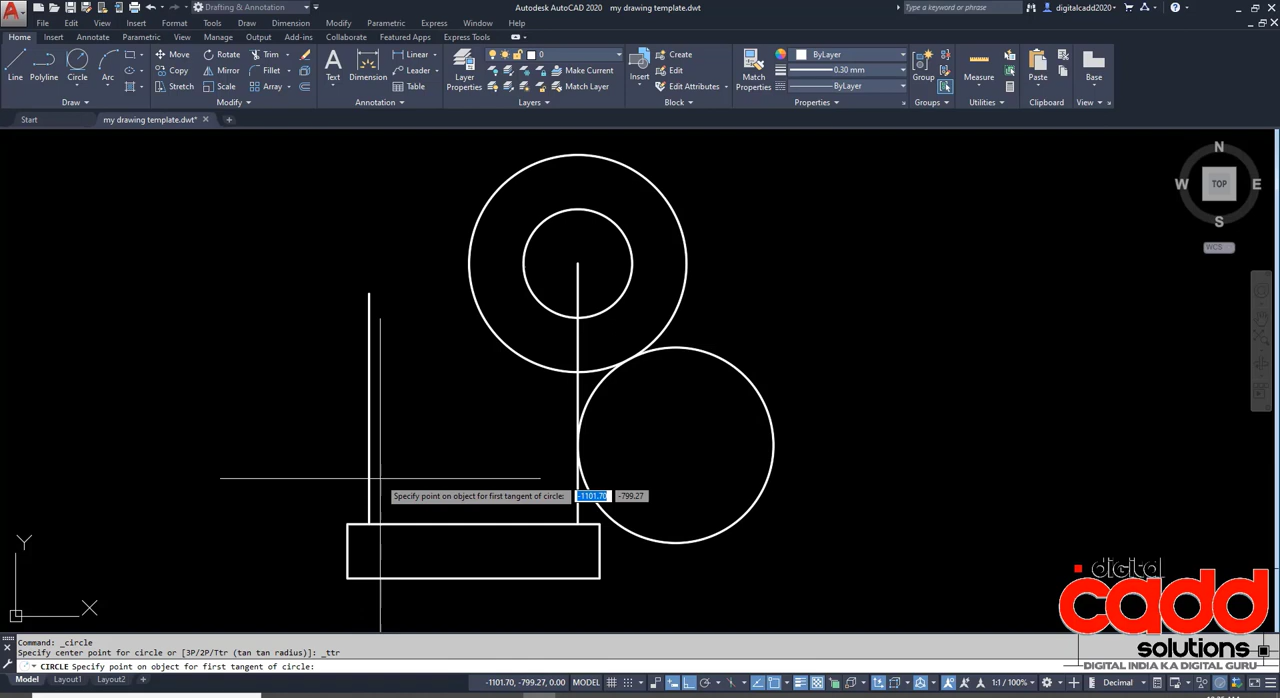 Autodesk AutoCAD 2020 my drawing template.dwt
Drafting & Annotation
Type a keyword or phrase
digitalcadd2020
File Edit View Insert Format Tools Draw Dimension Modify Parametric Express Window Help
Home Insert Annotate Parametric View Manage Output Add-ins Collaborate Featured Apps Express Tools
Line Polyline Circle Arc
Move Rotate Trim
Copy Mirror Fillet
Stretch Scale Array
Text Dimension
Linear
Leader
Table
Layer Properties
0
Make Current
Match Layer
Insert
Create
Edit
Edit Attributes
Match Properties
ByLayer
0.30 mm
ByLayer
Group
Measure
Paste
Base
Draw Modify Annotation Layers Block Properties Groups Utilities Clipboard View
Start my drawing template.dwt*
N
W TOP E
S
WCS
Specify point on object for first tangent of circle: -1101.70 -799.27
Y
X
digital
cadd
solutions
DIGITAL INDIA KA DIGITAL GURU
Command: _circle
Specify center point for circle or [3P/2P/Ttr (tan tan radius)]: _ttr
CIRCLE Specify point on object for first tangent of circle:
Model Layout1 Layout2
-1101.70, -799.27, 0.00 MODEL
1:1 / 100%
Decimal